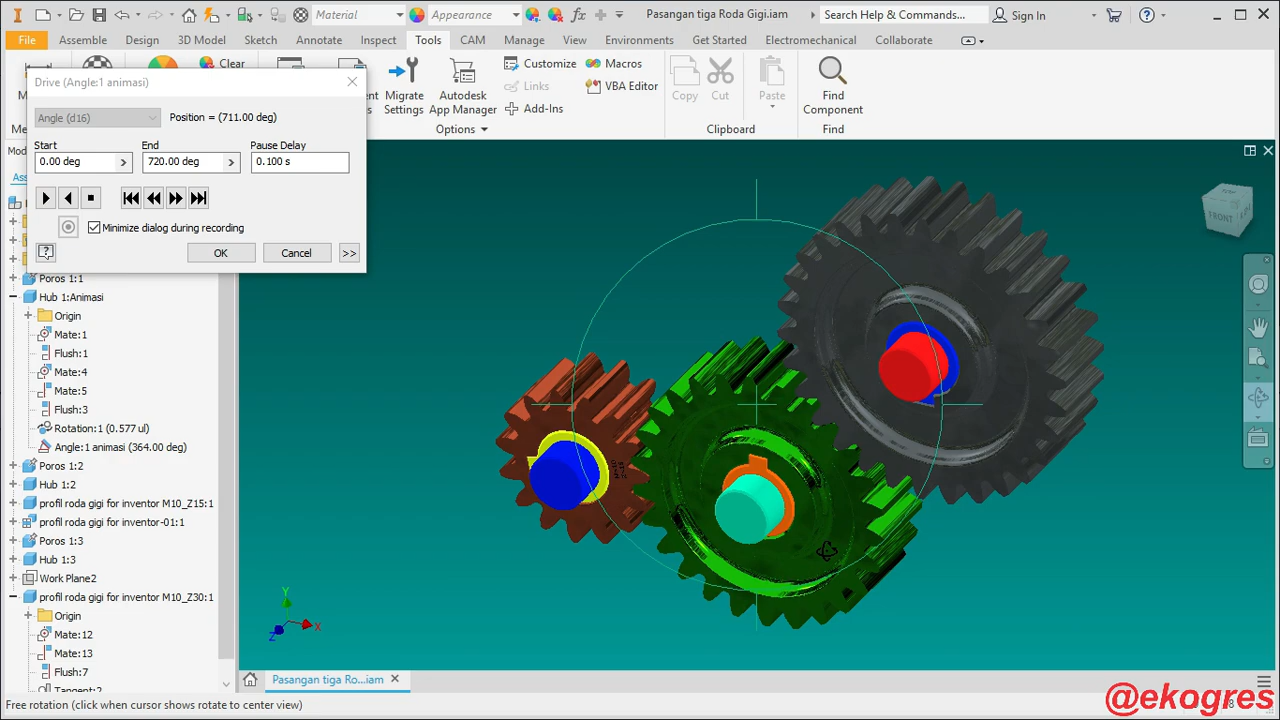 Material
Appearance
Pasangan tiga Roda Gigi.iam
Search Help & Commands...
Sign In
File
Assemble
Design
3D Model
Sketch
Annotate
Inspect
Tools
CAM
Manage
View
Environments
Get Started
Electromechanical
Collaborate
Clear
Customize
Macros
Links
VBA Editor
Migrate
Settings
Autodesk
App Manager
Add-Ins
Copy
Cut
Paste
Find
Component
Options
Clipboard
Find
Drive (Angle:1 animasi)
Angle (d16)
Position = (711.00 deg)
Start
End
Pause Delay
0.00 deg
720.00 deg
0.100 s
Minimize dialog during recording
OK
Cancel
>>
Poros 1:1
Hub 1:Animasi
Origin
Mate:1
Flush:1
Mate:4
Mate:5
Flush:3
Rotation:1 (0.577 ul)
Angle:1 animasi (364.00 deg)
Poros 1:2
Hub 1:2
profil roda gigi for inventor M10_Z15:1
profil roda gigi for inventor-01:1
Poros 1:3
Hub 1:3
Work Plane2
profil roda gigi for inventor M10_Z30:1
Origin
Mate:12
Mate:13
Flush:7
Tangent:2
FRONT
Y
X
Z
Pasangan tiga Ro...iam
Free rotation (click when cursor shows rotate to center view)
@ekogres